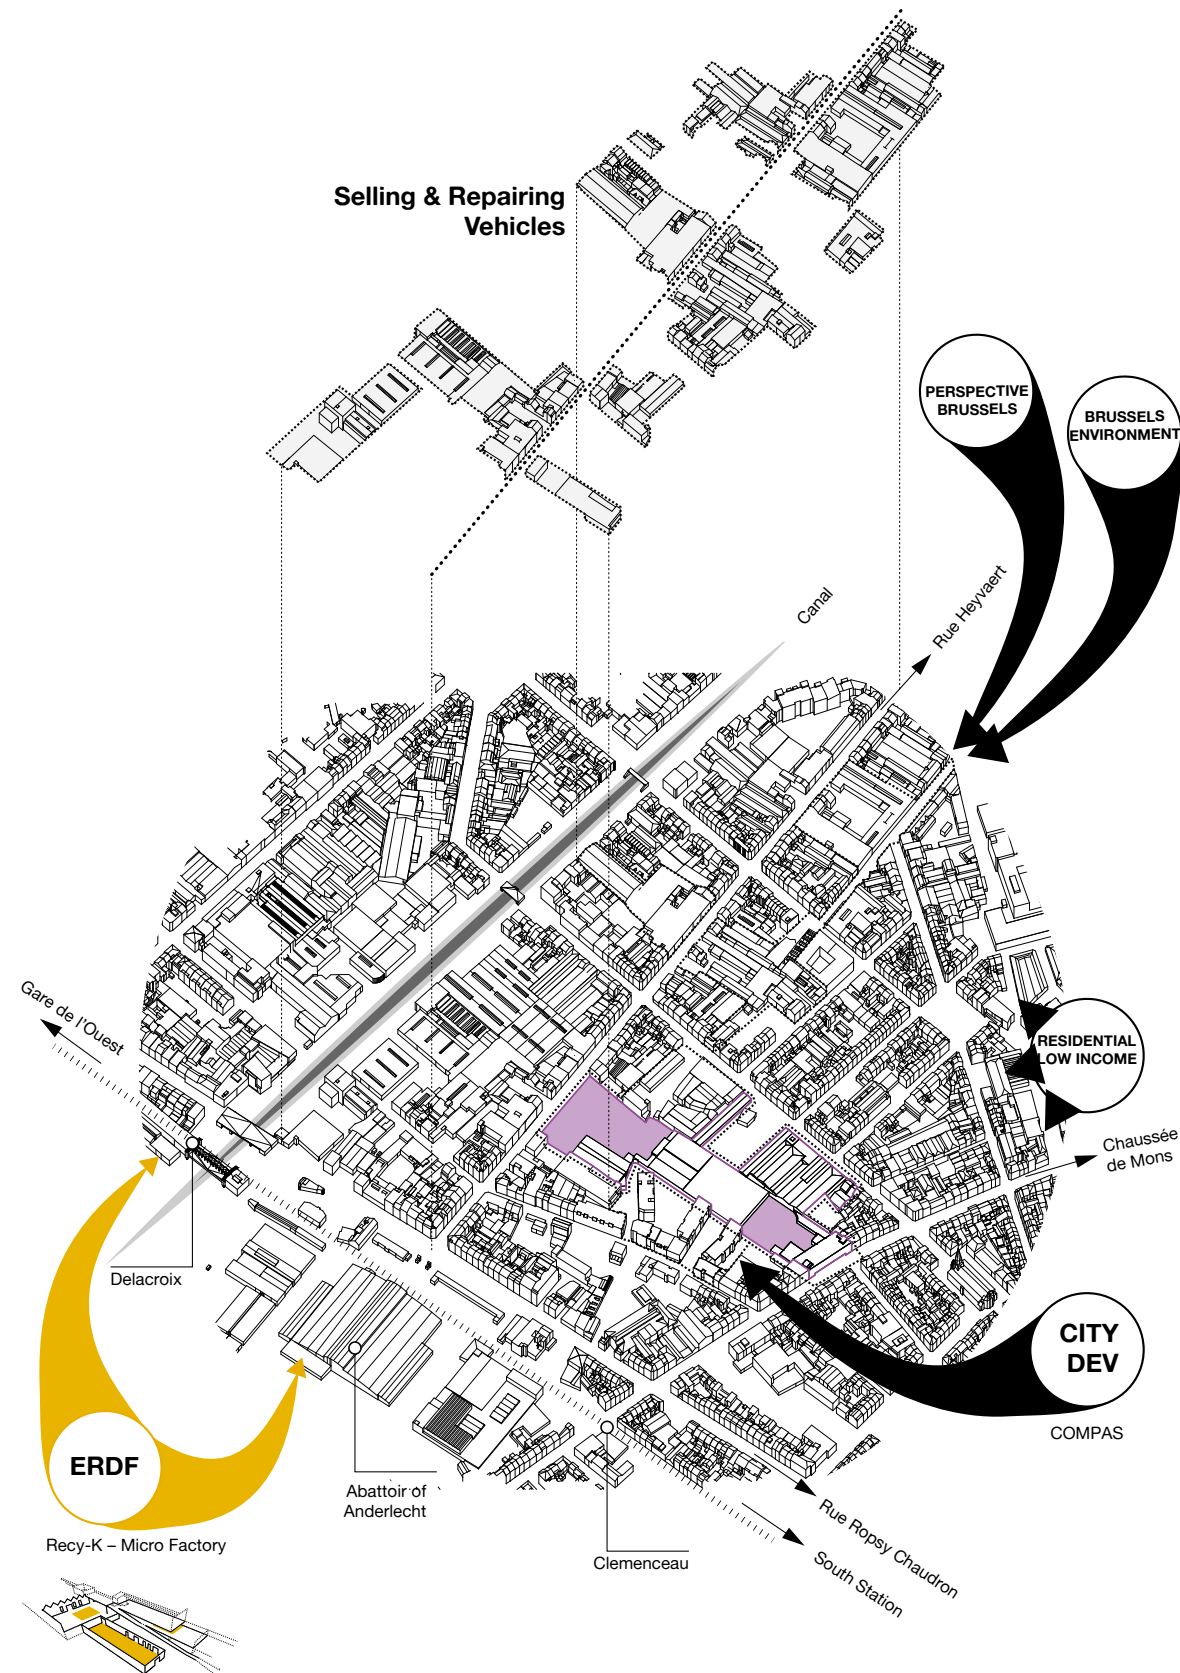 Selling & Repairing
Vehicles
PERSPECTIVE
BRUSSELS
BRUSSELS
ENVIRONMENT
Canal
Rue Heyvaert
Gare de l'Ouest
RESIDENTIAL
LOW INCOME
Chaussée
de Mons
Delacroix
CITY
DEV
COMPAS
ERDF
Recy-K – Micro Factory
Abattoir of
Anderlecht
Clemenceau
Rue Ropsy Chaudron
South Station